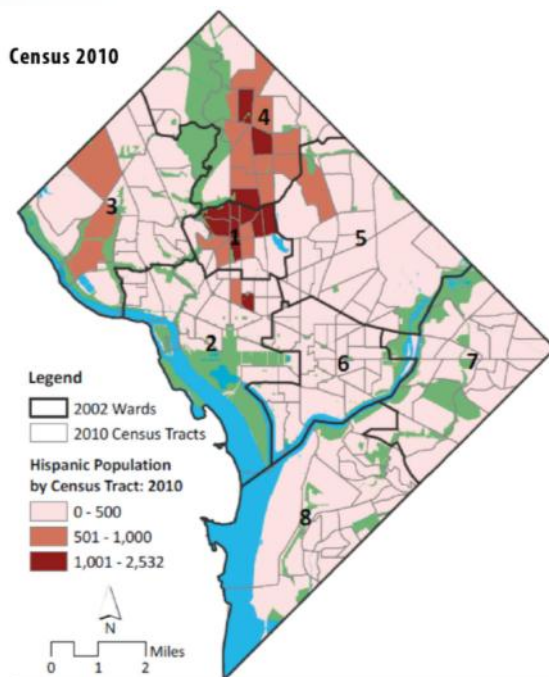 Census 2010
4
3
1
5
2
6
7
8
Legend
2002 Wards
2010 Census Tracts
Hispanic Population
by Census Tract: 2010
0 - 500
501 - 1,000
1,001 - 2,532
N
Miles
0 1 2